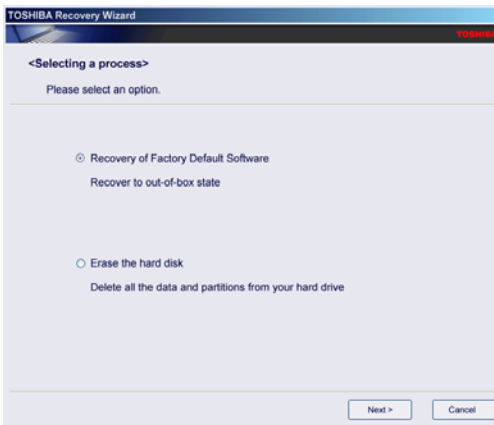 TOSHIBA Recovery Wizard
TOSHIBA
<Selecting a process>
Please select an option.
Recovery of Factory Default Software
Recover to out-of-box state
Erase the hard disk
Delete all the data and partitions from your hard drive
Next >
Cancel